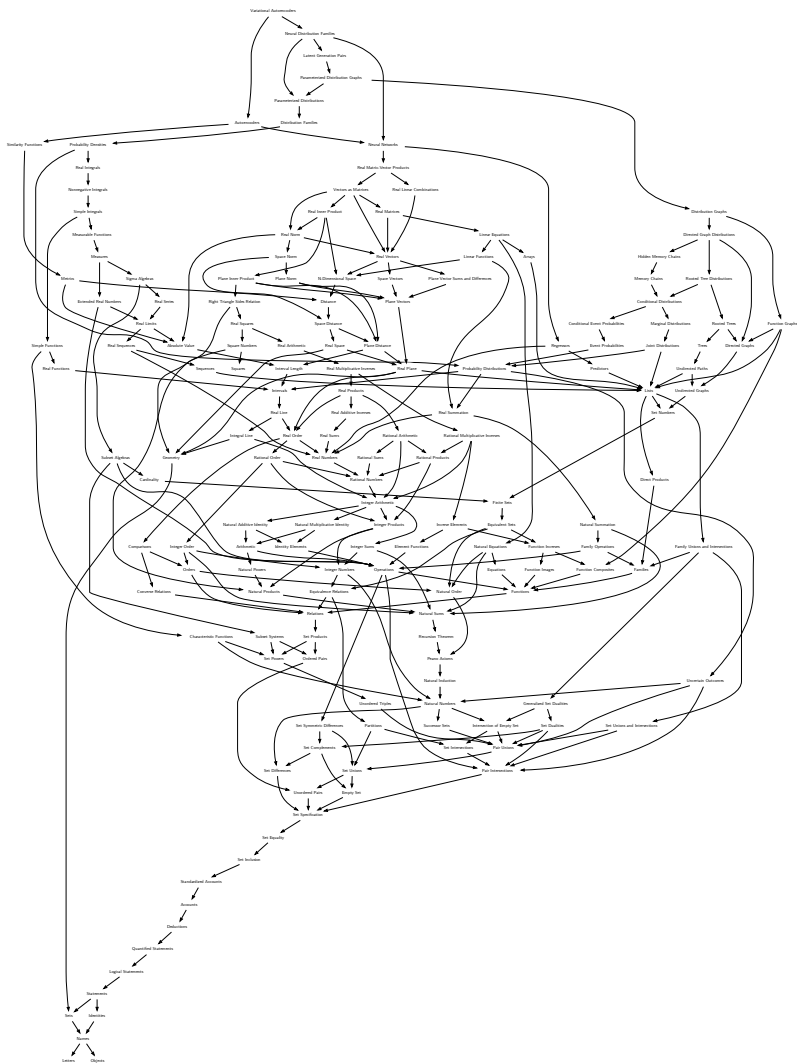 Variational Autoencoders
Neural Distribution Families
Latent Generation Pairs
Parameterized Distribution Graphs
Parameterized Distributions
Autoencoders
Distribution Families
Similarity Functions
Probability Densities
Neural Networks
Real Integrals
Real Matrix-Vector Products
Nonnegative Integrals
Vectors as Matrices
Real Linear Combinations
Simple Integrals
Real Inner Product
Real Matrices
Distribution Graphs
Measurable Functions
Real Norm
Linear Equations
Directed Graph Distributions
Measures
Space Norm
Real Vectors
Linear Functions
Arrays
Hidden Memory Chains
Metrics
Sigma Algebras
Plane Inner Product
Plane Norm
N-Dimensional Space
Space Vectors
Plane Vector Sums and Differences
Memory Chains
Rooted Tree Distributions
Extended Real Numbers
Real Series
Right Triangle Sides Relation
Distance
Plane Vectors
Conditional Distributions
Real Limits
Real Squares
Space Distance
Conditional Event Probabilities
Marginal Distributions
Rooted Trees
Function Graphs
Simple Functions
Real Sequences
Absolute Value
Square Numbers
Real Arithmetic
Real Space
Plane Distance
Regressors
Event Probabilities
Joint Distributions
Trees
Directed Graphs
Real Functions
Sequences
Squares
Interval Length
Real Multiplicative Inverses
Real Plane
Probability Distributions
Predictors
Undirected Paths
Intervals
Real Products
Lists
Undirected Graphs
Real Line
Real Additive Inverses
Real Summation
Set Numbers
Integral Line
Real Order
Real Sums
Rational Arithmetic
Rational Multiplicative Inverses
Subset Algebras
Geometry
Rational Order
Real Numbers
Rational Sums
Rational Products
Cardinality
Rational Numbers
Direct Products
Integer Arithmetic
Finite Sets
Natural Additive Identity
Natural Multiplicative Identity
Integer Products
Inverse Elements
Equivalent Sets
Natural Summation
Comparisons
Integer Order
Arithmetic
Identity Elements
Integer Sums
Element Functions
Natural Equations
Function Inverses
Family Operations
Family Unions and Intersections
Orders
Natural Powers
Integer Numbers
Operations
Equations
Function Images
Function Composites
Families
Converse Relations
Natural Products
Equivalence Relations
Natural Order
Functions
Relations
Natural Sums
Characteristic Functions
Subset Systems
Set Products
Recursion Theorem
Set Powers
Ordered Pairs
Peano Axioms
Natural Induction
Uncertain Outcomes
Unordered Triples
Natural Numbers
Generalized Set Dualities
Set Symmetric Differences
Partitions
Successor Sets
Intersection of Empty Set
Set Dualities
Set Unions and Intersections
Set Complements
Set Intersections
Pair Unions
Set Differences
Set Unions
Pair Intersections
Unordered Pairs
Empty Set
Set Specification
Set Equality
Set Inclusion
Standardized Accounts
Accounts
Deductions
Quantified Statements
Logical Statements
Statements
Sets
Identities
Names
Letters
Objects